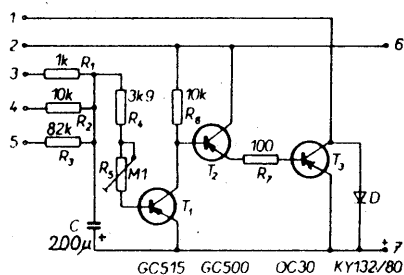 1
2
6
3
1k
R₁
3k9
R₄
10k
R₆
4
10k
R₂
5
82k
R₃
R₅
M1
T₁
T₂
100
R₇
T₃
D
C
200µ
+
+
7
GC515 GC500 OC30 KY132/80